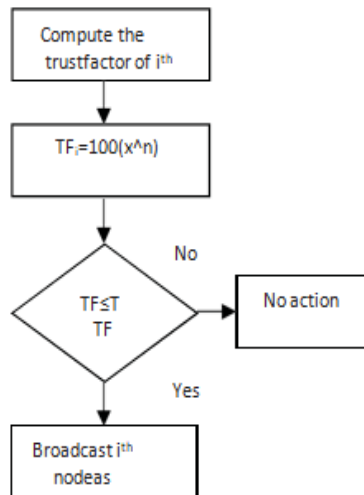 Compute the
trustfactor of iᵗʰ
TFᵢ=100(x^n)
No
TF≤T
TF
No action
Yes
Broadcast iᵗʰ
nodeas